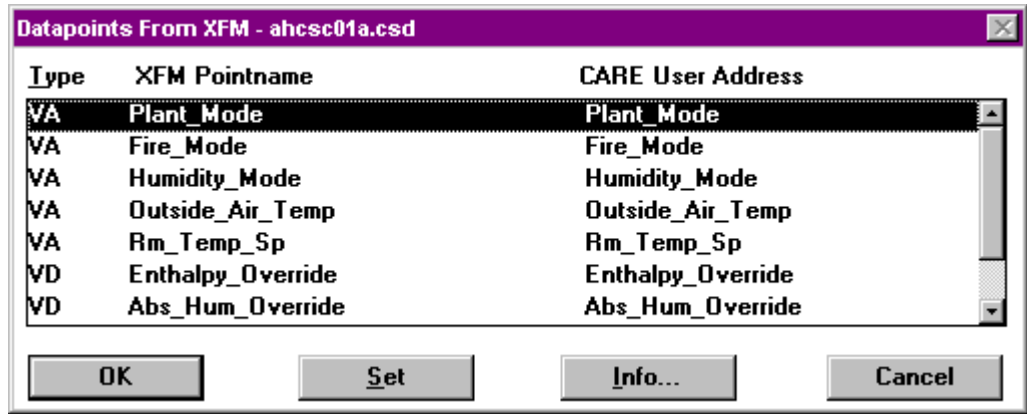 Datapoints From XFM - ahcsc01a.csd
Type XFM Pointname CARE User Address
VA Plant_Mode Plant_Mode
VA Fire_Mode Fire_Mode
VA Humidity_Mode Humidity_Mode
VA Outside_Air_Temp Outside_Air_Temp
VA Rm_Temp_Sp Rm_Temp_Sp
VD Enthalpy_Override Enthalpy_Override
VD Abs_Hum_Override Abs_Hum_Override
OK Set Info... Cancel